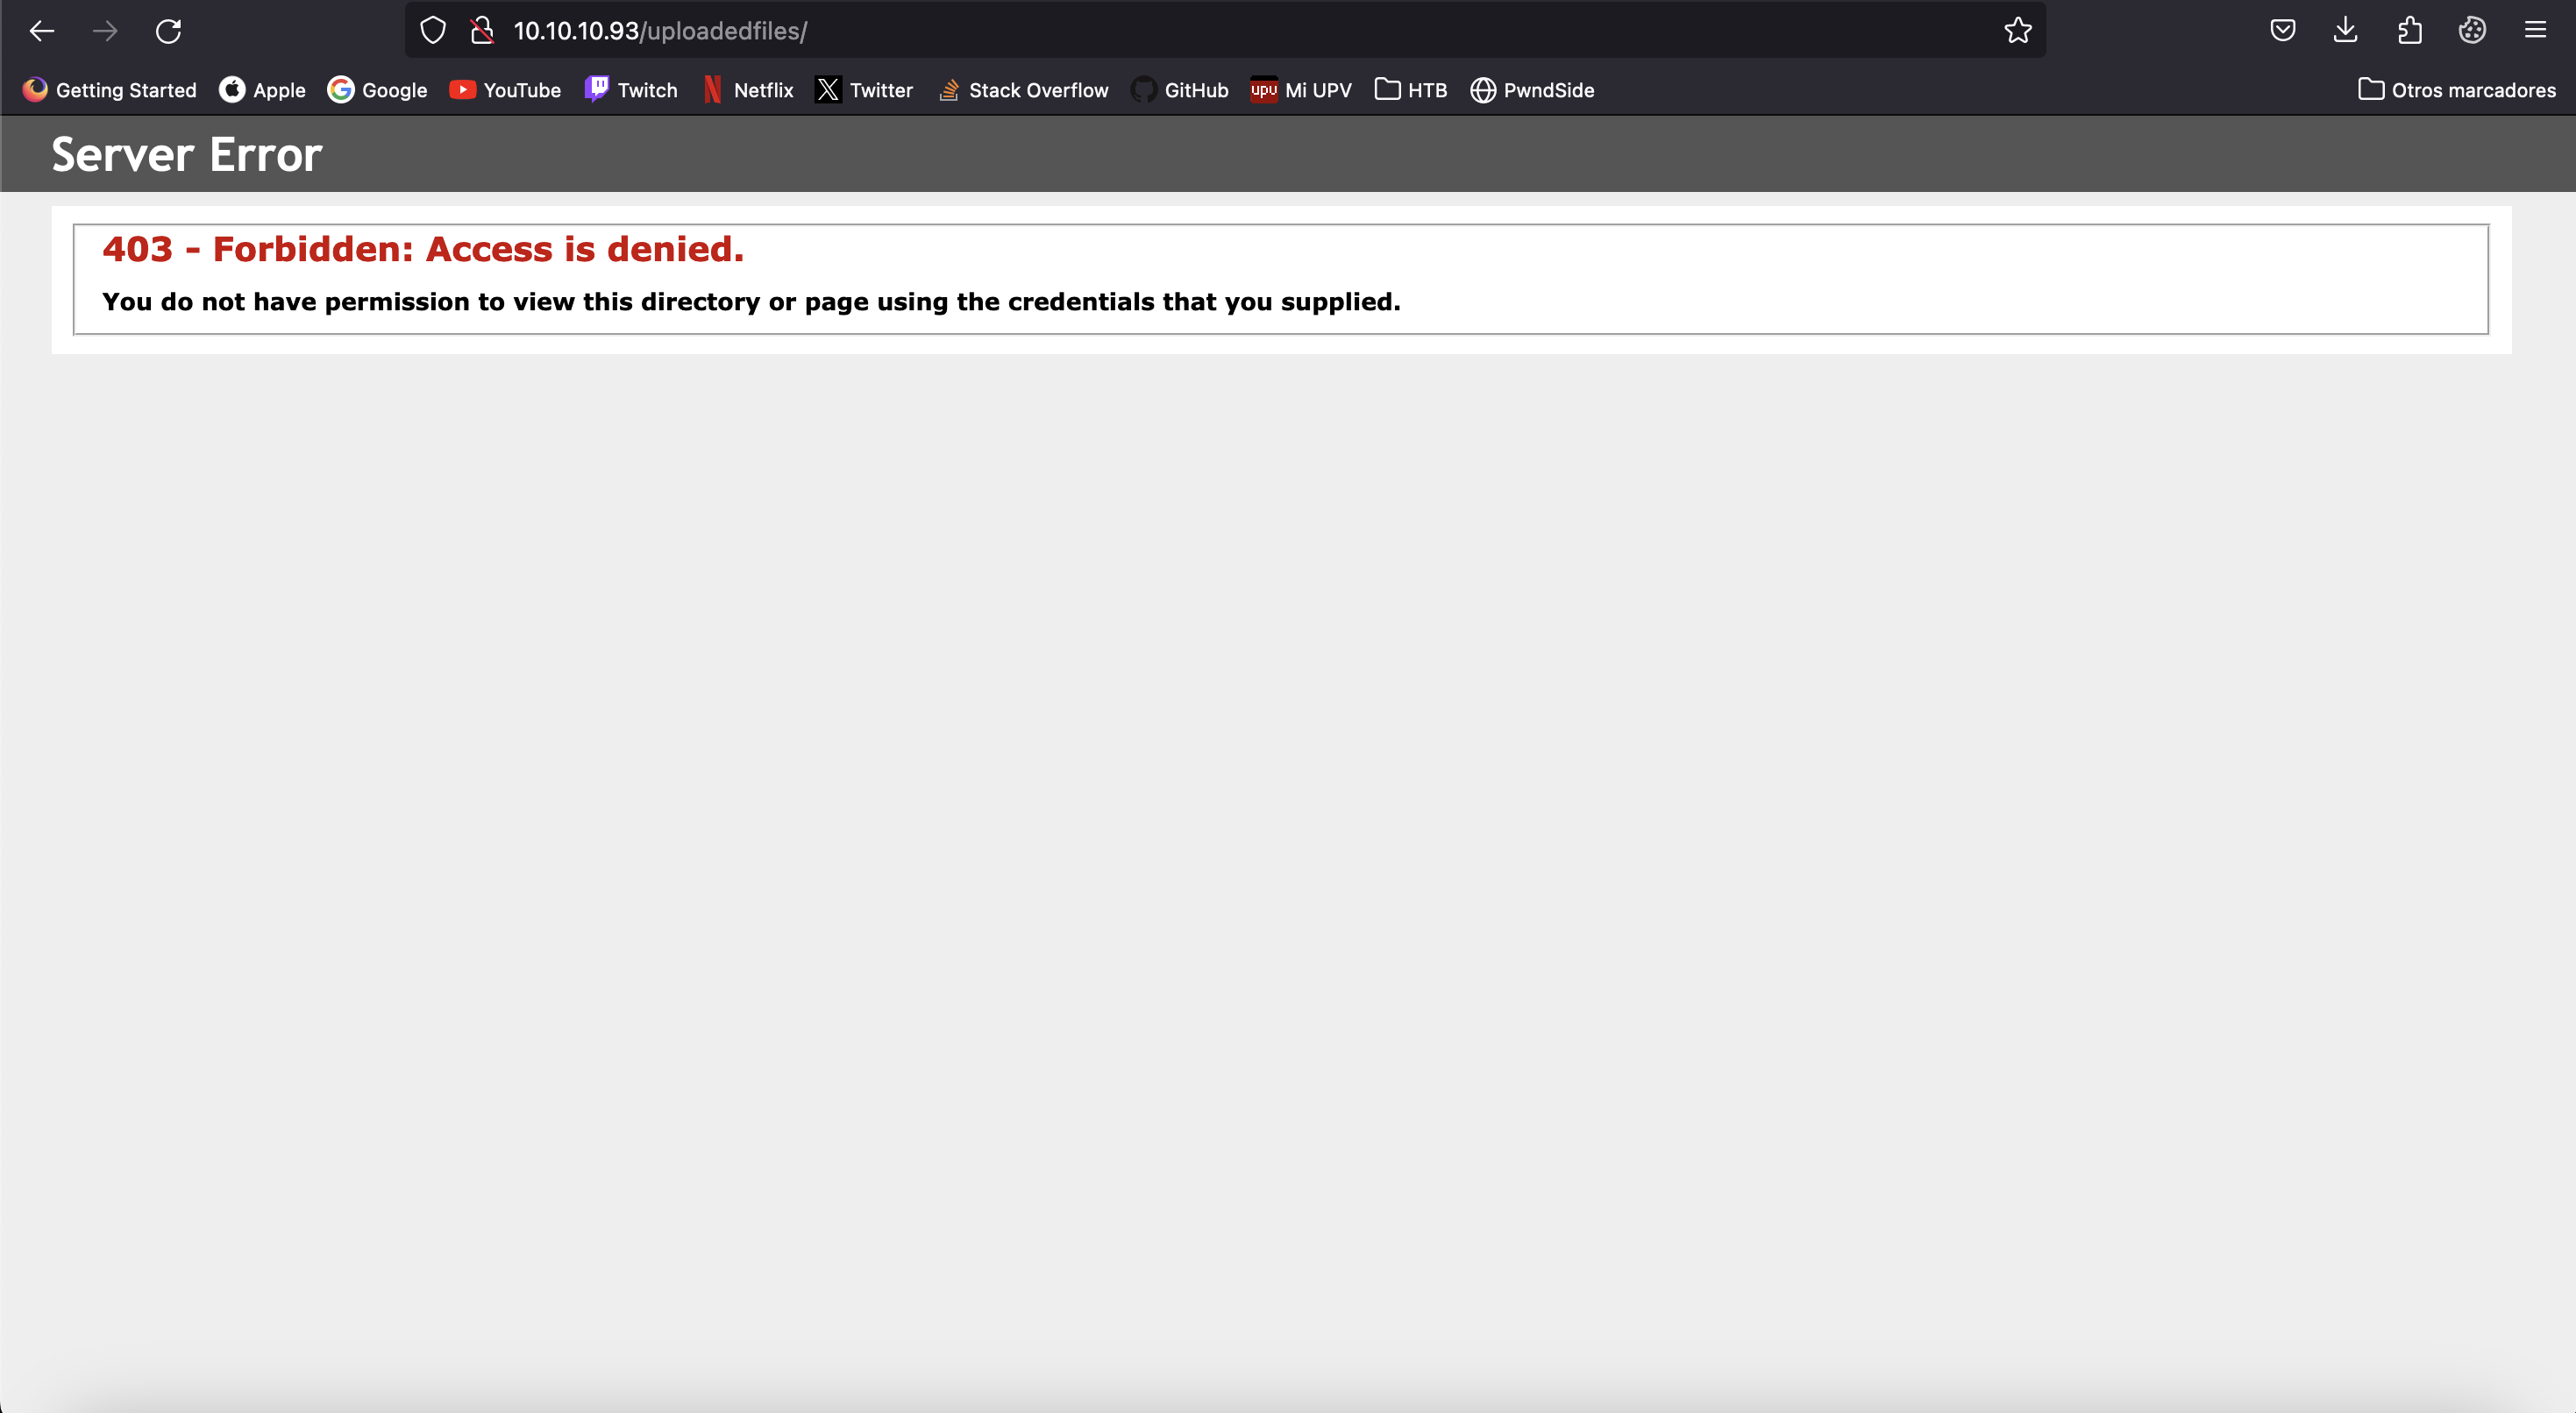 10.10.10.93/uploadedfiles/
Getting Started Apple Google YouTube Twitch Netflix Twitter Stack Overflow GitHub upv Mi UPV HTB PwndSide Otros marcadores
Server Error
403 - Forbidden: Access is denied.
You do not have permission to view this directory or page using the credentials that you supplied.